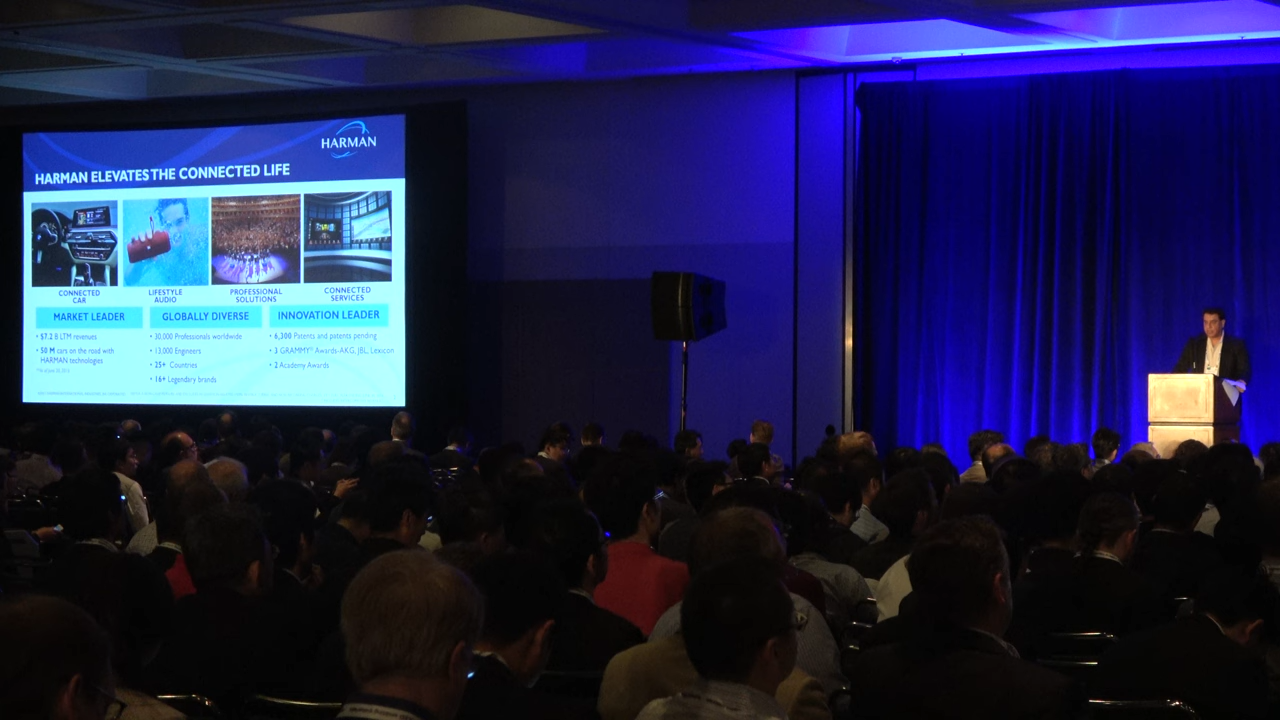 HARMAN
HARMAN ELEVATES THE CONNECTED LIFE
CONNECTED
CAR
LIFESTYLE
AUDIO
PROFESSIONAL
SOLUTIONS
CONNECTED
SERVICES
MARKET LEADER
• $7.2 B LTM revenues
• 50 M cars on the road with
HARMAN technologies
GLOBALLY DIVERSE
• 30,000 Professionals worldwide
• 13,000 Engineers
• 25+ Countries
• 16+ Legendary brands
INNOVATION LEADER
• 6,300 Patents and patents pending
• 3 GRAMMY® Awards-AKG, JBL, Lexicon
• 2 Academy Awards